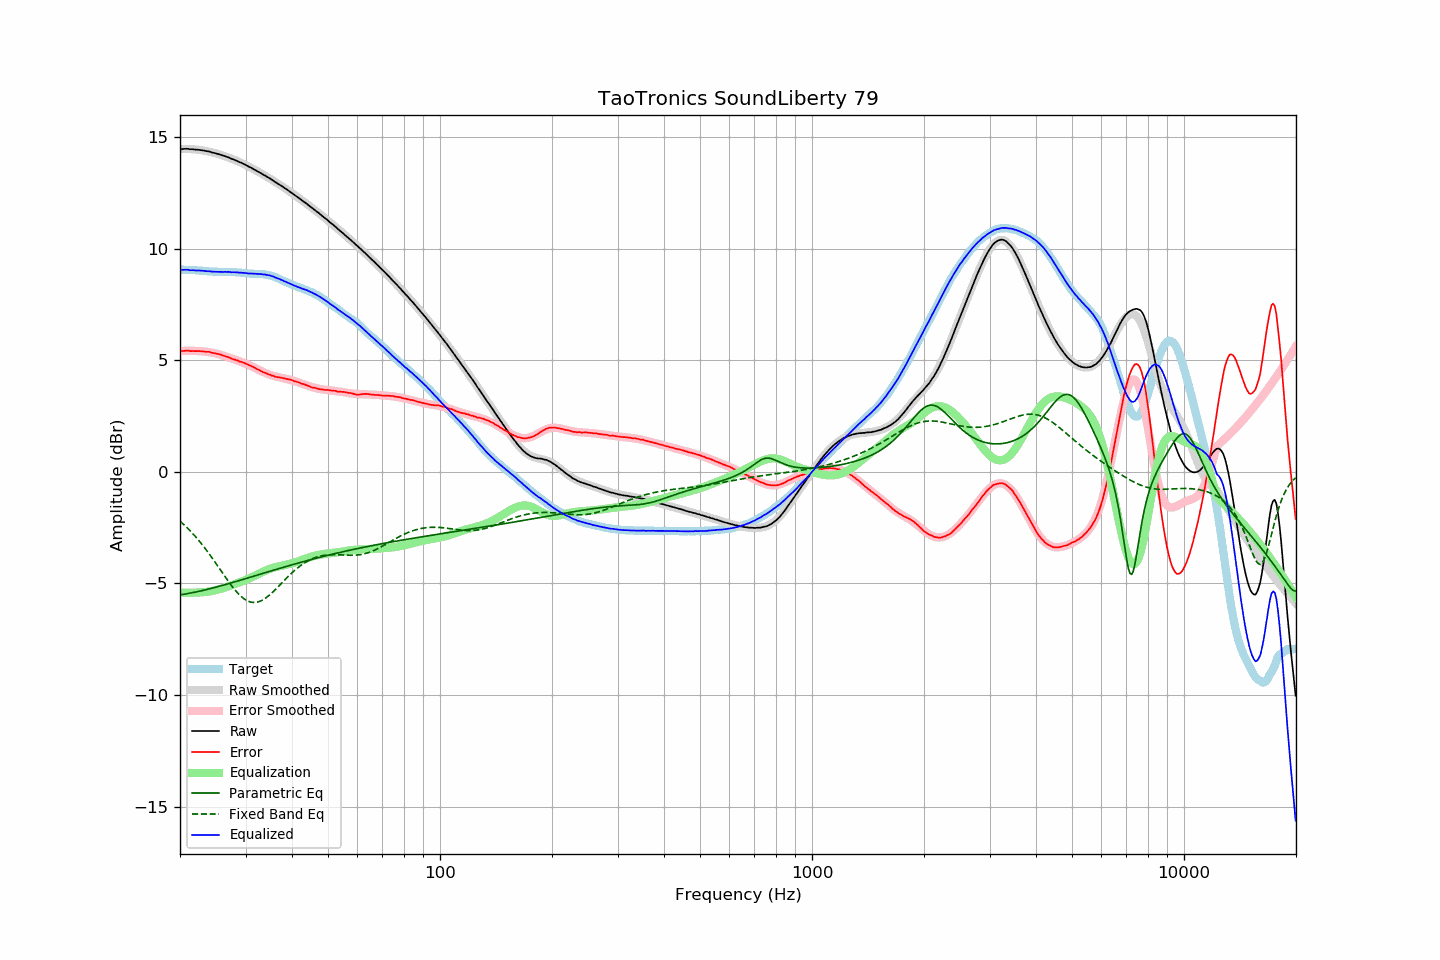 TaoTronics SoundLiberty 79
15
10
5
0
−5
−10
−15
Amplitude (dBr)
Target
Raw Smoothed
Error Smoothed
Raw
Error
Equalization
Parametric Eq
Fixed Band Eq
Equalized
100
1000
10000
Frequency (Hz)